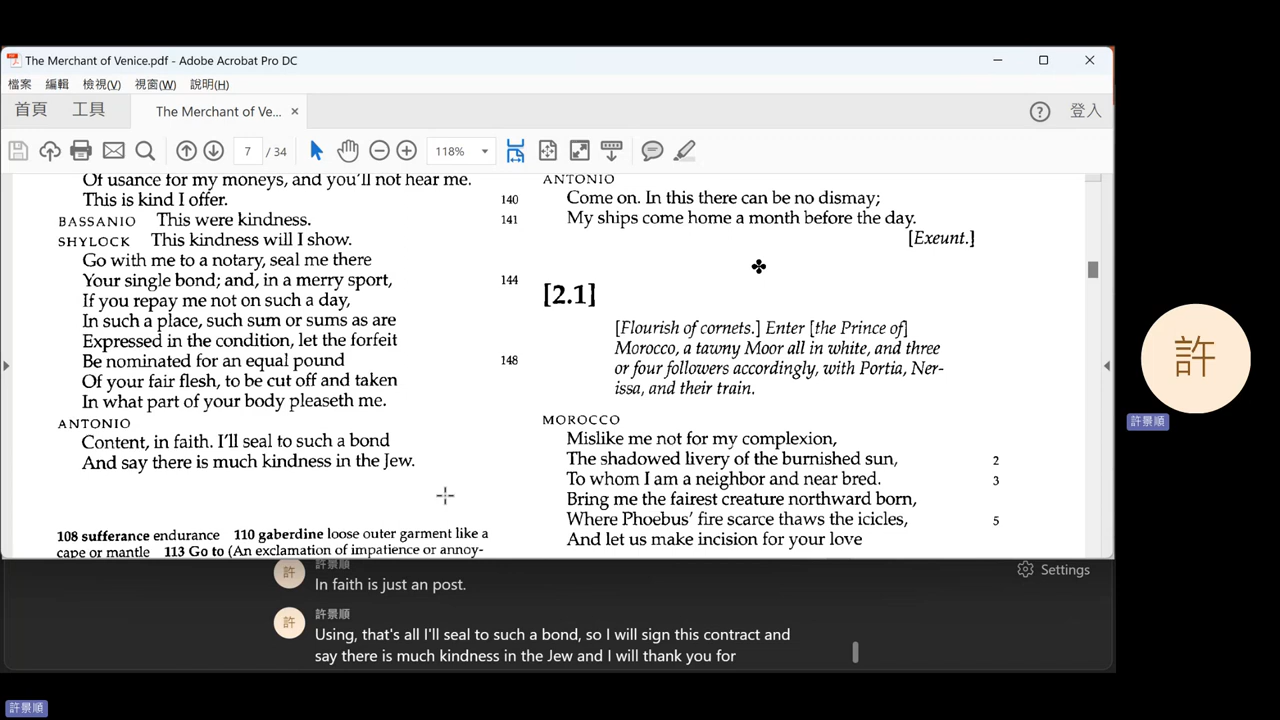 The Merchant of Venice.pdf - Adobe Acrobat Pro DC
檔案 編輯 檢視(V) 視窗(W) 說明(H)
首頁 工具 The Merchant of Ve... × 登入
7 / 34 118%
Of usance for my moneys, and you'll not hear me.
This is kind I offer. 140
BASSANIO This were kindness. 141
SHYLOCK This kindness will I show.
Go with me to a notary, seal me there
Your single bond; and, in a merry sport, 144
If you repay me not on such a day,
In such a place, such sum or sums as are
Expressed in the condition, let the forfeit
Be nominated for an equal pound 148
Of your fair flesh, to be cut off and taken
In what part of your body pleaseth me.
ANTONIO
Content, in faith. I'll seal to such a bond
And say there is much kindness in the Jew.
108 sufferance endurance 110 gaberdine loose outer garment like a
cape or mantle 113 Go to (An exclamation of impatience or annoy-
ANTONIO
Come on. In this there can be no dismay;
My ships come home a month before the day.
[Exeunt.]
[2.1]
[Flourish of cornets.] Enter [the Prince of]
Morocco, a tawny Moor all in white, and three
or four followers accordingly, with Portia, Ner-
issa, and their train.
MOROCCO
Mislike me not for my complexion,
The shadowed livery of the burnished sun, 2
To whom I am a neighbor and near bred. 3
Bring me the fairest creature northward born,
Where Phoebus' fire scarce thaws the icicles, 5
And let us make incision for your love
許
許景順
許
許景順
In faith is just an post.
Settings
許
許景順
Using, that's all I'll seal to such a bond, so I will sign this contract and
say there is much kindness in the Jew and I will thank you for
許景順